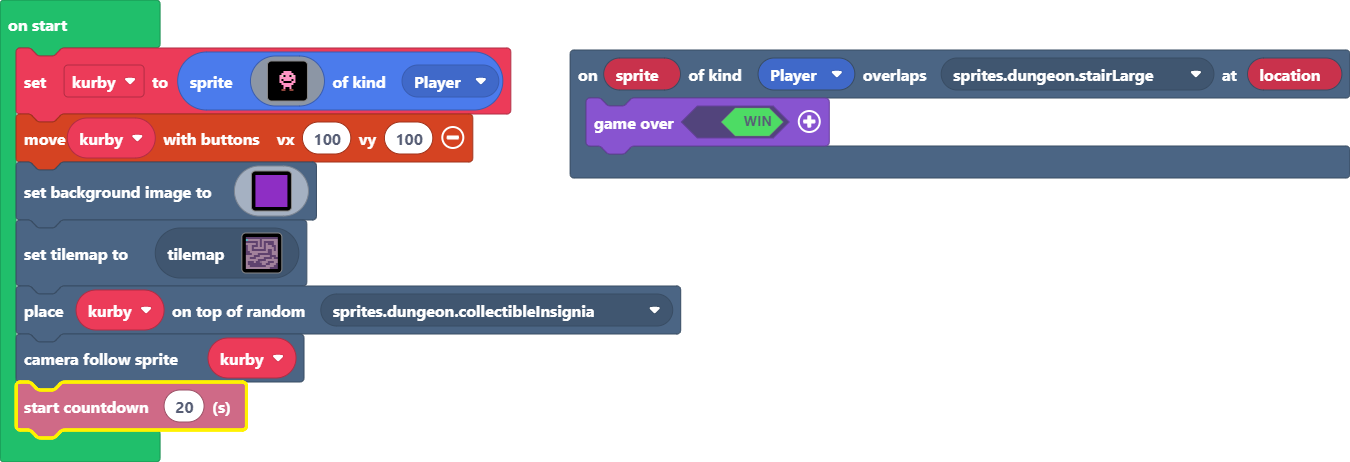 on start
set kurby to sprite of kind Player
move kurby with buttons vx 100 vy 100
set background image to
set tilemap to tilemap
place kurby on top of random sprites.dungeon.collectibleInsignia
camera follow sprite kurby
start countdown 20 (s)
on sprite of kind Player overlaps sprites.dungeon.stairLarge at location
game over WIN